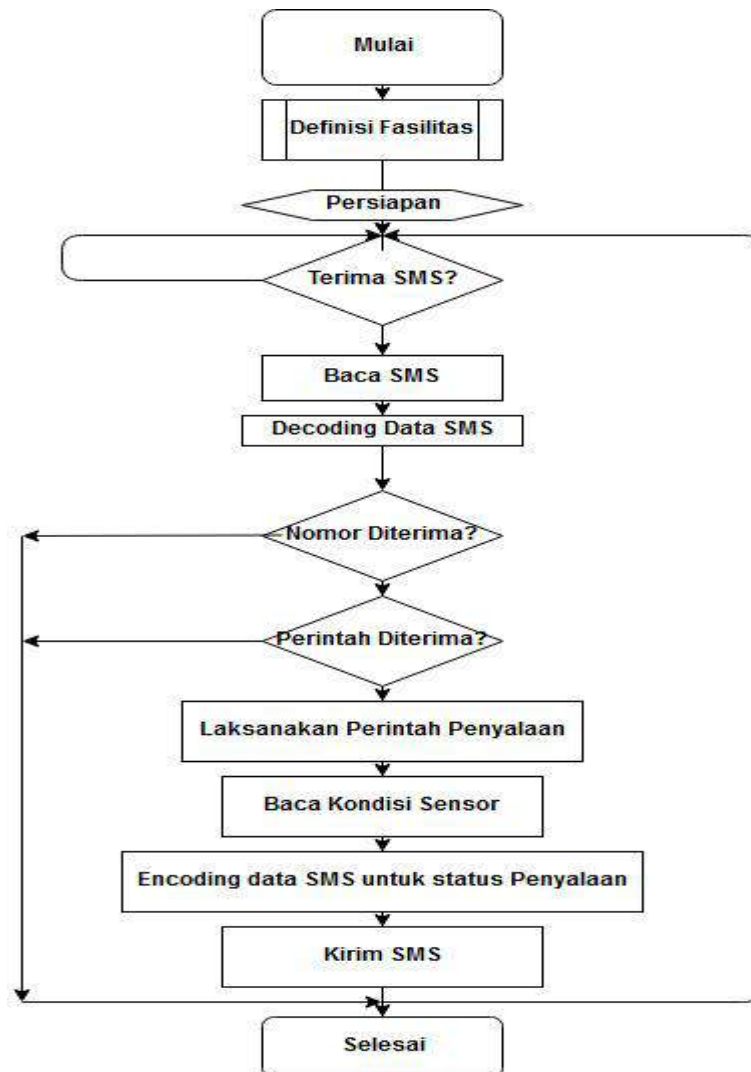 Mulai
Definisi Fasilitas
Persiapan
Terima SMS?
Baca SMS
Decoding Data SMS
Nomor Diterima?
Perintah Diterima?
Laksanakan Perintah Penyalaan
Baca Kondisi Sensor
Encoding data SMS untuk status Penyalaan
Kirim SMS
Selesai